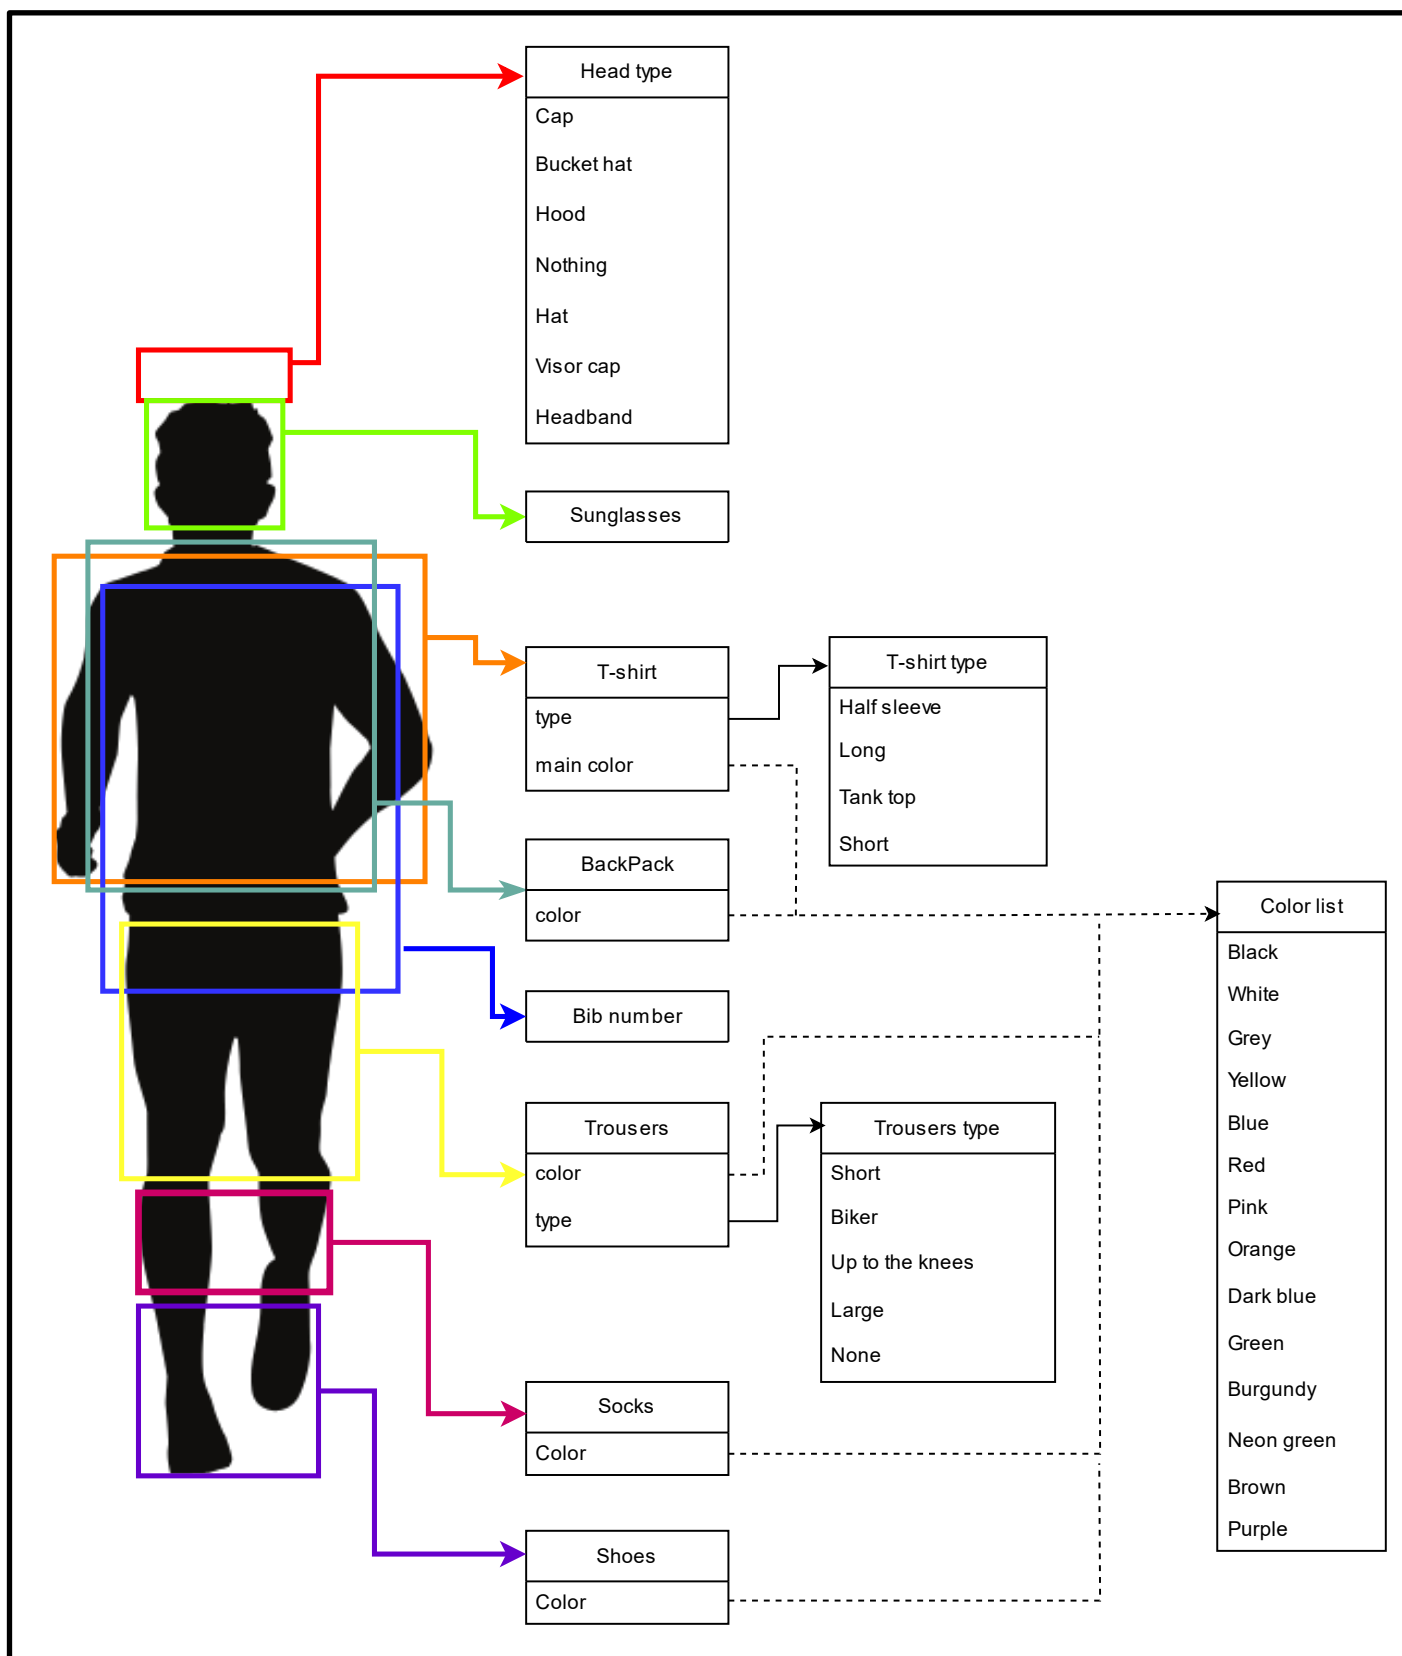 Head type
Cap
Bucket hat
Hood
Nothing
Hat
Visor cap
Headband
Sunglasses
T-shirt
type
main color
T-shirt type
Half sleeve
Long
Tank top
Short
BackPack
color
Bib number
Trousers
color
type
Trousers type
Short
Biker
Up to the knees
Large
None
Socks
Color
Shoes
Color
Color list
Black
White
Grey
Yellow
Blue
Red
Pink
Orange
Dark blue
Green
Burgundy
Neon green
Brown
Purple